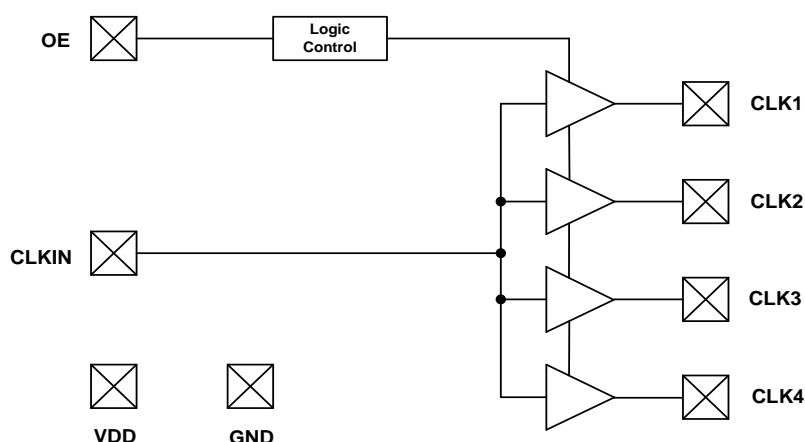 OE
Logic
Control
CLK1
CLK2
CLKIN
CLK3
CLK4
VDD
GND